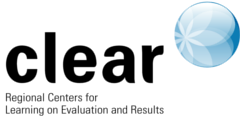 clear
Regional Centers for
Learning on Evaluation and Results